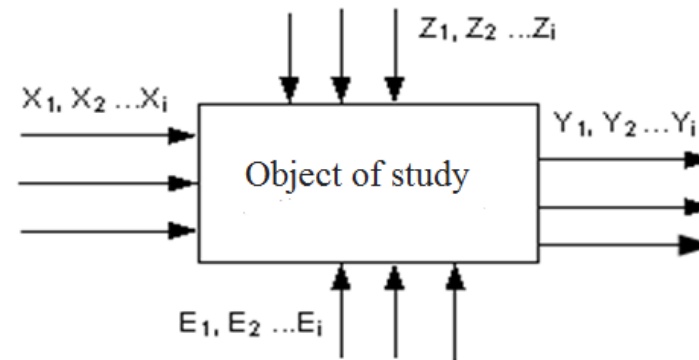 Z₁, Z₂ ...Zᵢ
X₁, X₂ ...Xᵢ
Y₁, Y₂ ...Yᵢ
Object of study
E₁, E₂ ...Eᵢ